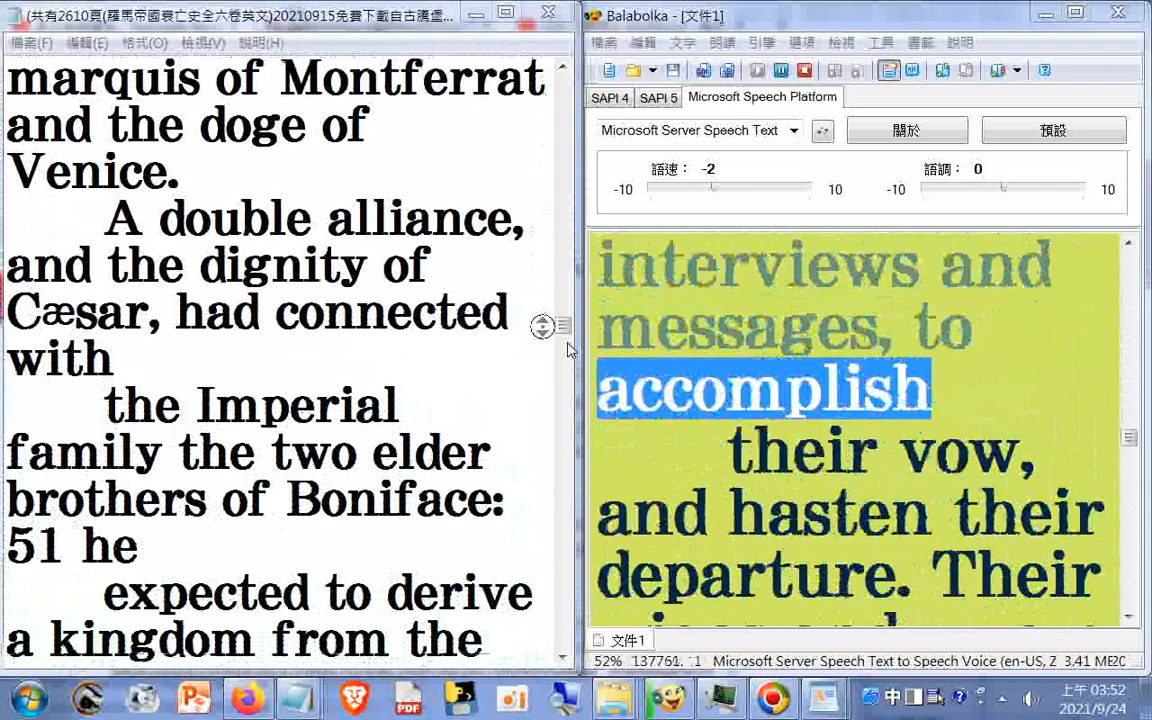 (共有2610頁(羅馬帝國衰亡史全六卷英文)20210915免費下載自古騰堡...
檔案(F) 編輯(E) 格式(O) 檢視(V) 說明(H)
marquis of Montferrat
and the doge of
Venice.
A double alliance,
and the dignity of
Cæsar, had connected
with
the Imperial
family the two elder
brothers of Boniface:
51 he
expected to derive
a kingdom from the
Balabolka - [文件1]
檔案 編輯 文字 朗讀 引擎 選項 檢視 工具 書籤 說明
SAPI 4 SAPI 5 Microsoft Speech Platform
Microsoft Server Speech Text
關於 預設
語速: -2 語調: 0
-10 10 -10 10
interviews and
messages, to
accomplish
their vow,
and hasten their
departure. Their
文件1
52% Microsoft Server Speech Text to Speech Voice (en-US, Z
中
上午 03:52
2021/9/24